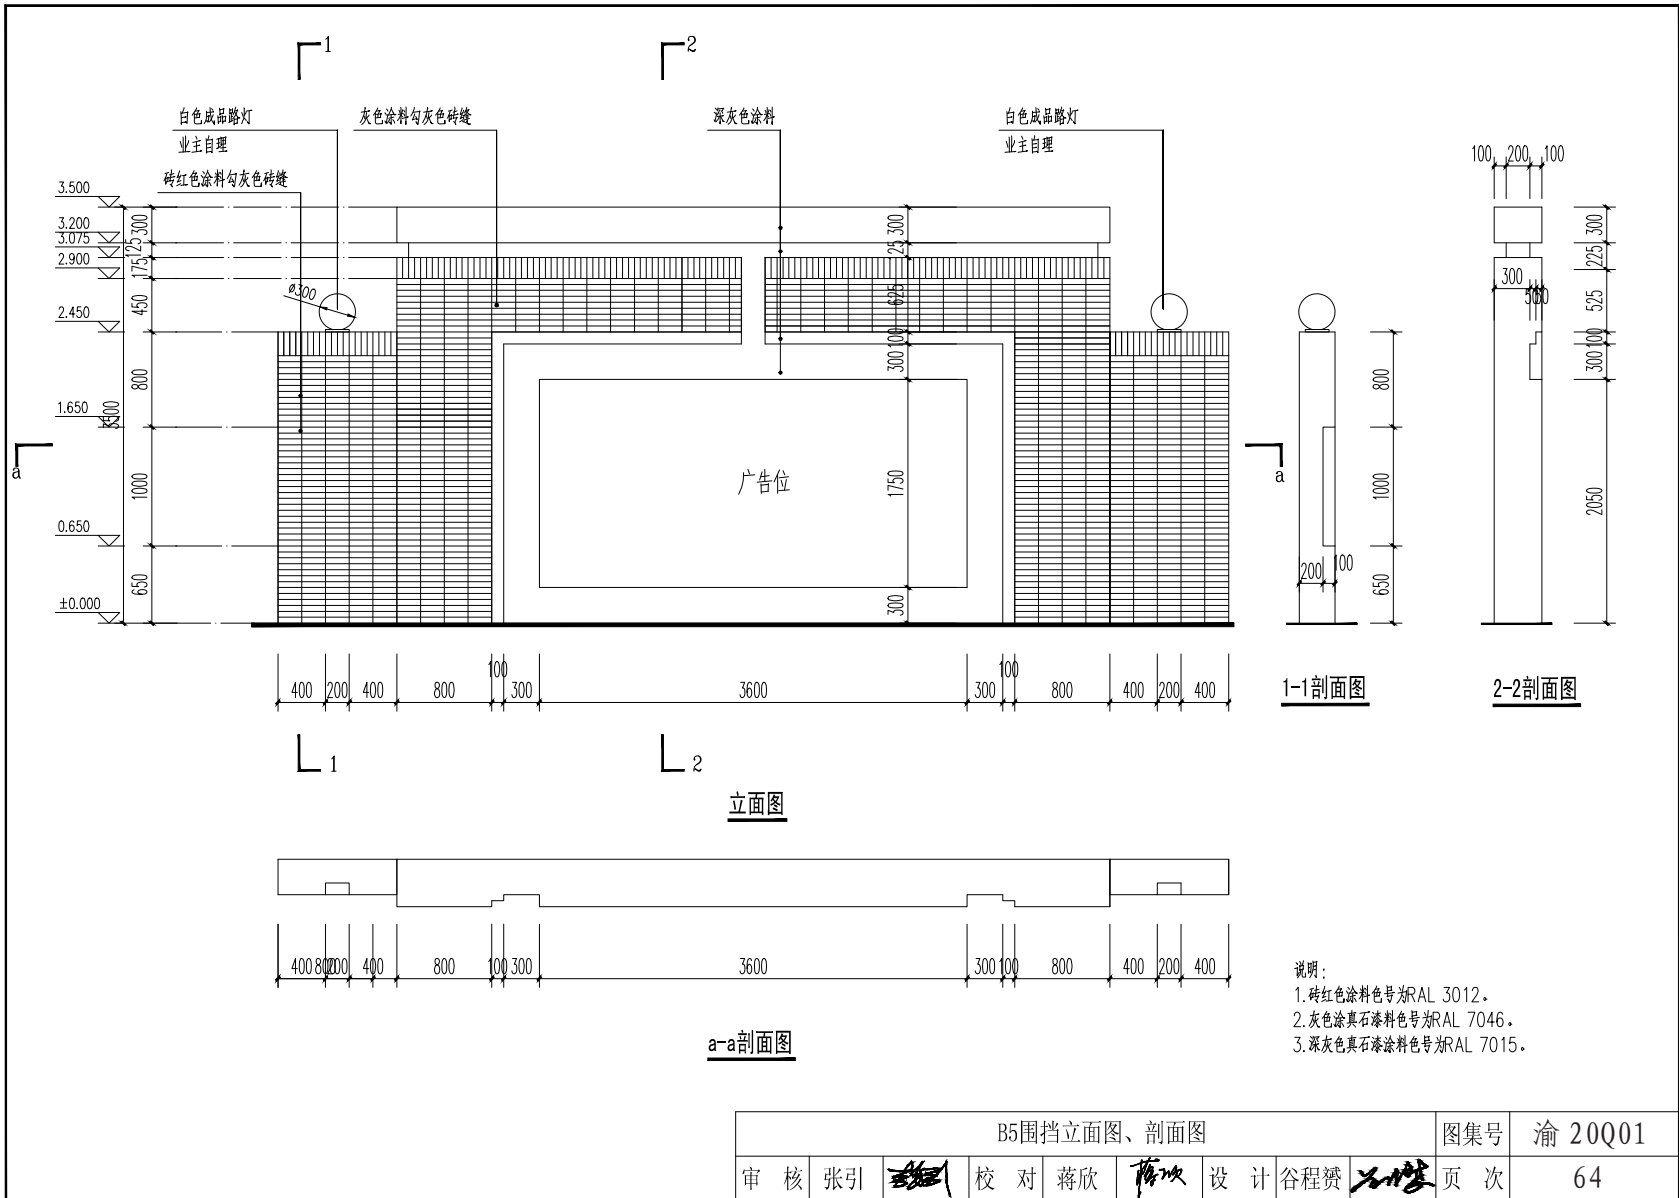 1
2
白色成品路灯
业主自理
灰色涂料勾灰色砖缝
深灰色涂料
白色成品路灯
业主自理
砖红色涂料勾灰色砖缝
100 200 100
3.500
3.200
3.075
2.900
2.450
1.650
0.650
±0.000
3500
300
125
175
450
800
1000
650
ø300
300
25
625
100
300
1750
300
广告位
a
a
800
1000
650
200 100
300
300
225
525
100
300
2050
400 200 400 800 100 300 3600 300 100 800 400 200 400
1-1剖面图
2-2剖面图
1
2
立面图
400 800 200 400 800 100 300 3600 300 100 800 400 200 400
a-a剖面图
说明：
1.砖红色涂料色号为RAL 3012。
2.灰色涂真石漆料色号为RAL 7046。
3.深灰色真石漆涂料色号为RAL 7015。
B5围挡立面图、剖面图 图集号 渝 20Q01
审 核 张引 校 对 蒋欣 蒋欣 设 计 谷程赟 页 次 64